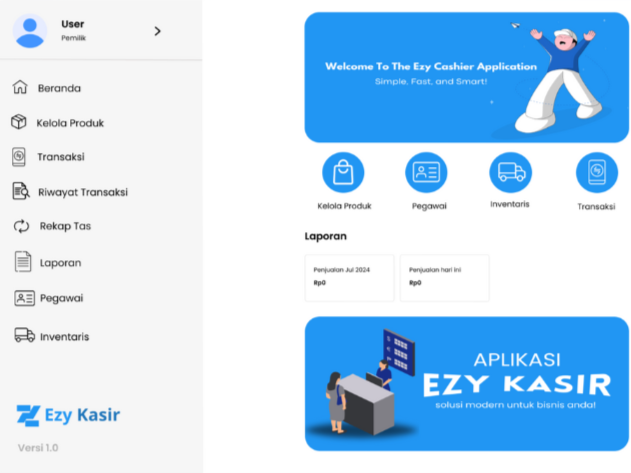 User
Pemilik
Beranda
Kelola Produk
Transaksi
Riwayat Transaksi
Rekap Tas
Laporan
Pegawai
Inventaris
Ezy Kasir
Versi 1.0
Welcome To The Ezy Cashier Application
Simple, Fast, and Smart!
Kelola Produk
Pegawai
Inventaris
Transaksi
Laporan
Penjualan Jul 2024
Rp0
Penjualan hari ini
Rp0
APLIKASI
EZY KASIR
solusi modern untuk bisnis anda!